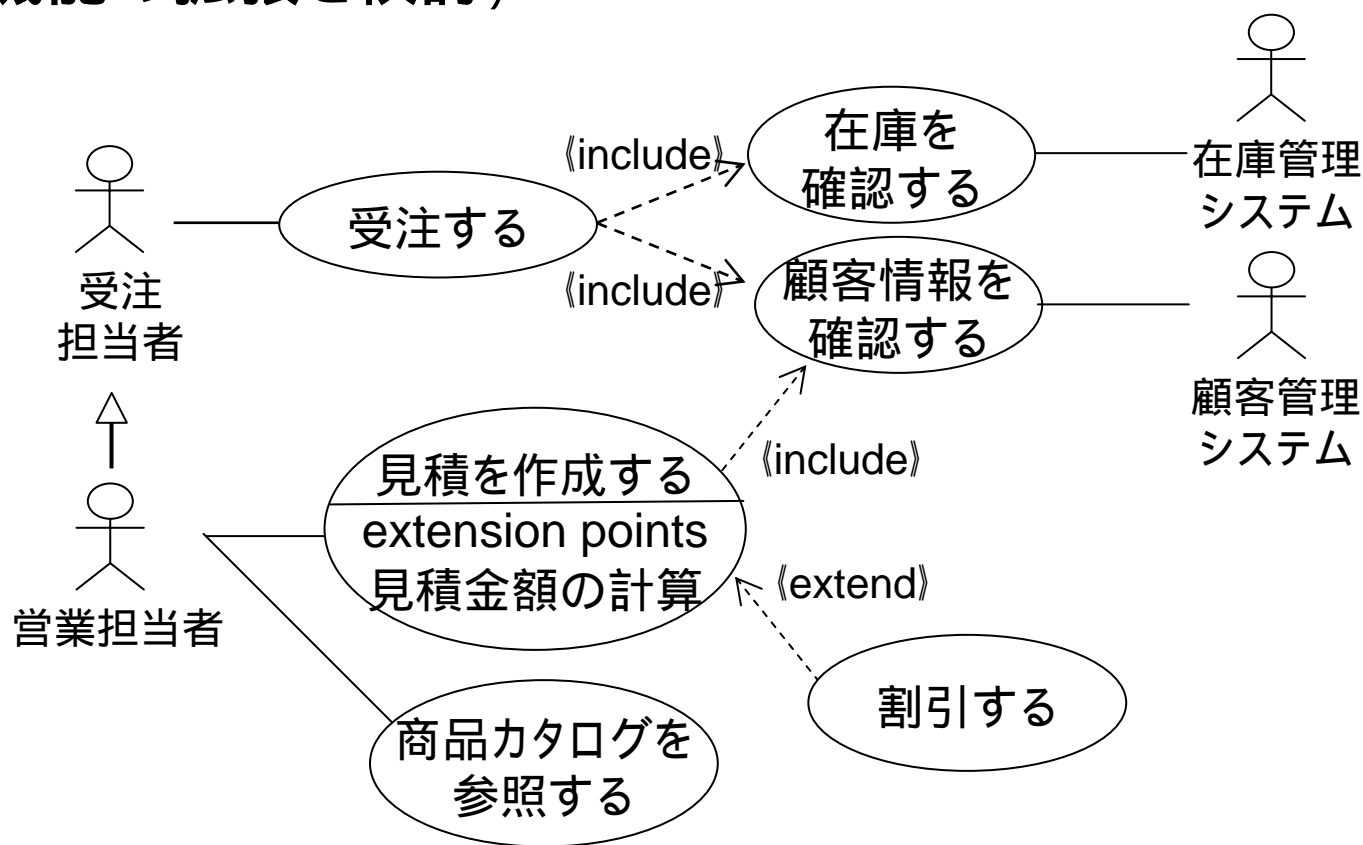 《include》
在庫を
確認する
在庫管理
システム
受注する
受注
担当者
《include》
顧客情報を
確認する
顧客管理
システム
《include》
見積を作成する
extension points
見積金額の計算
《extend》
営業担当者
割引する
商品カタログを
参照する